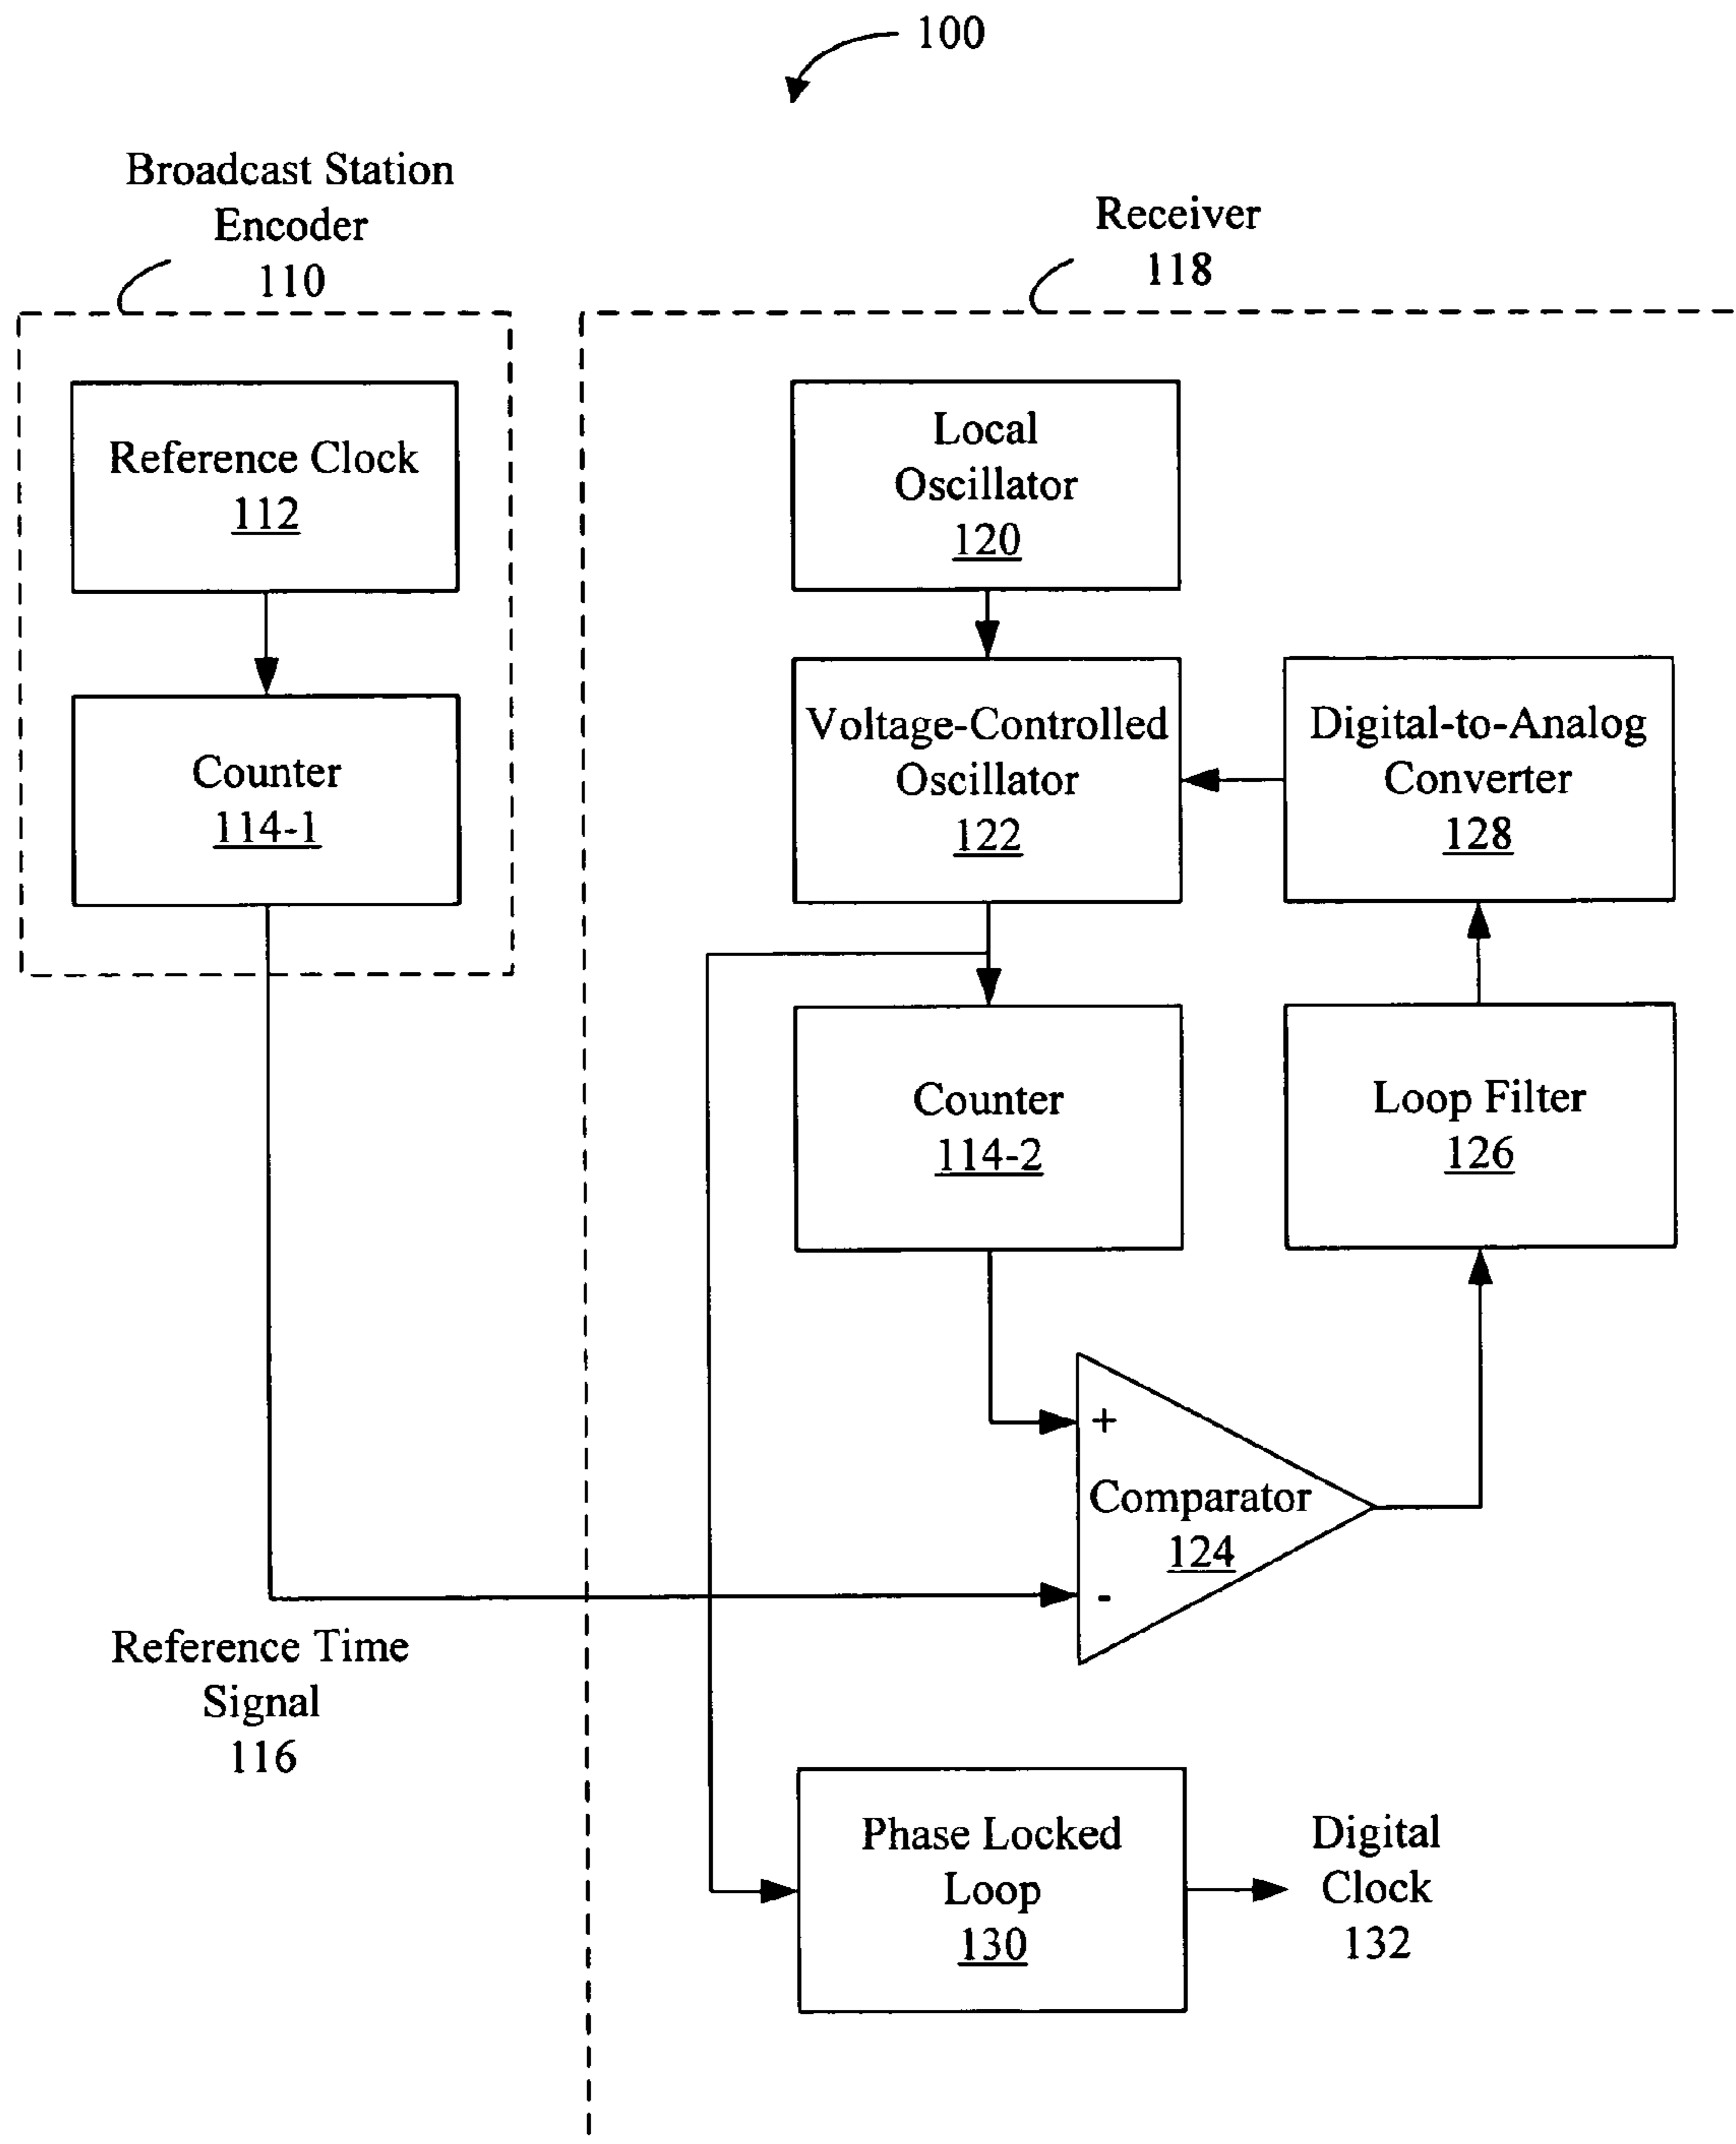 100
Broadcast Station
Encoder
110
Receiver
118
Reference Clock
112
Counter
114-1
Local
Oscillator
120
Voltage-Controlled
Oscillator
122
Digital-to-Analog
Converter
128
Counter
114-2
Loop Filter
126
+
Comparator
124
-
Reference Time
Signal
116
Phase Locked
Loop
130
Digital
Clock
132